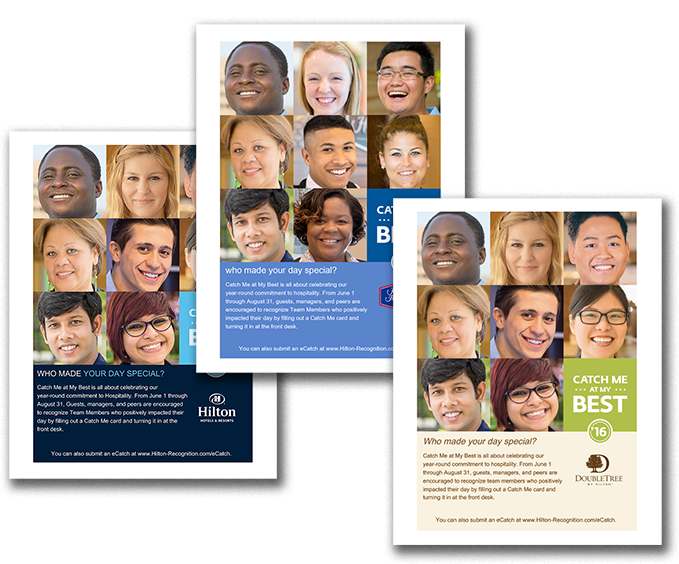 CA
BE
who made your day special?
Catch Me at My Best is all about celebrating our
year-round commitment to hospitality. From June 1
through August 31, guests, managers, and peers are
encouraged to recognize Team Members who positively
impacted their day by filling out a Catch Me card and
turning it in at the front desk.
You can also submit an eCatch at www.Hilton-Recognition.com
C
BE
WHO MADE YOUR DAY SPECIAL?
Catch Me at My Best is all about celebrating our
year-round commitment to Hospitality. From June 1 through
August 31, Guests, managers, and peers are encouraged
to recognize Team Members who positively impacted their day
by filling out a Catch Me card and turning it in at the
front desk.
Hilton
HOTELS & RESORTS
You can also submit an eCatch at www.Hilton-Recognition.com/eCatch.
CATCH ME
AT MY
BEST
'16
Who made your day special?
Catch Me at My Best is all about celebrating our
year-round commitment to hospitality. From June 1
through August 31, guests, managers, and peers are
encouraged to recognize team members who positively
impacted their day by filling out a Catch Me card and
turning it in at the front desk.
DOUBLETREE
BY HILTON
You can also submit an eCatch at www.Hilton-Recognition.com/eCatch.